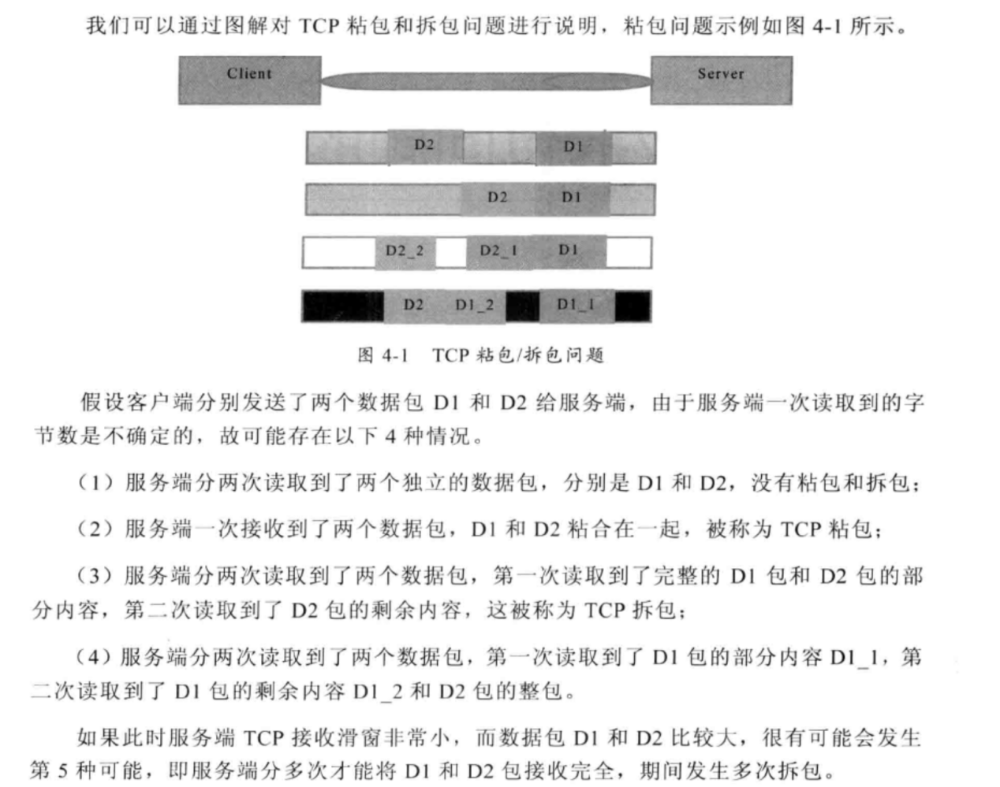 我们可以通过图解对 TCP 粘包和拆包问题进行说明，粘包问题示例如图 4-1 所示。
Client
Server
D2
D1
D2
D1
D2_2
D2_1
D1
D2
D1_2
D1_1
图 4-1 TCP 粘包/拆包问题
假设客户端分别发送了两个数据包 D1 和 D2 给服务端，由于服务端一次读取到的字
节数是不确定的，故可能存在以下 4 种情况。
（1）服务端分两次读取到了两个独立的数据包，分别是 D1 和 D2，没有粘包和拆包；
（2）服务端一次接收到了两个数据包，D1 和 D2 粘合在一起，被称为 TCP 粘包；
（3）服务端分两次读取到了两个数据包，第一次读取到了完整的 D1 包和 D2 包的部
分内容，第二次读取到了 D2 包的剩余内容，这被称为 TCP 拆包；
（4）服务端分两次读取到了两个数据包，第一次读取到了 D1 包的部分内容 D1_1，第
二次读取到了 D1 包的剩余内容 D1_2 和 D2 包的整包。
如果此时服务端 TCP 接收滑窗非常小，而数据包 D1 和 D2 比较大，很有可能会发生
第 5 种可能，即服务端分多次才能将 D1 和 D2 包接收完全，期间发生多次拆包。